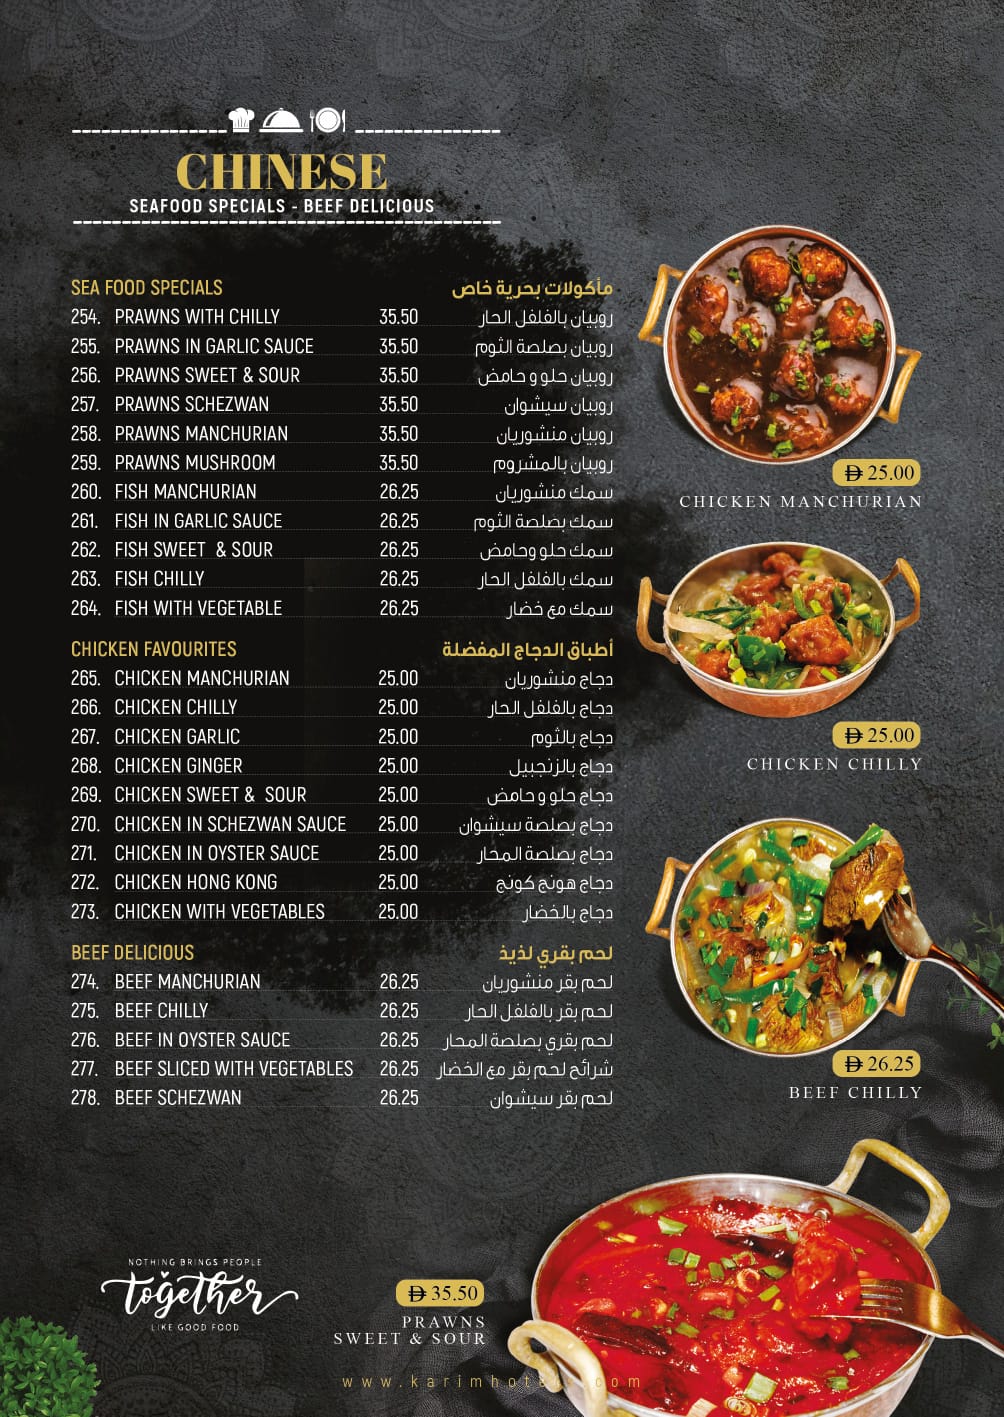 CHINESE
SEAFOOD SPECIALS - BEEF DELICIOUS
SEA FOOD SPECIALS مأكولات بحرية خاص
254. PRAWNS WITH CHILLY 35.50 روبيان بالفلفل الحار
255. PRAWNS IN GARLIC SAUCE 35.50 روبيان بصلصة الثوم
256. PRAWNS SWEET & SOUR 35.50 روبيان حلو و حامض
257. PRAWNS SCHEZWAN 35.50 روبيان سيشوان
258. PRAWNS MANCHURIAN 35.50 روبيان منشوريان
259. PRAWNS MUSHROOM 35.50 روبيان بالمشروم
260. FISH MANCHURIAN 26.25 سمك منشوريان
261. FISH IN GARLIC SAUCE 26.25 سمك بصلصة الثوم
262. FISH SWEET & SOUR 26.25 سمك حلو وحامض
263. FISH CHILLY 26.25 سمك بالفلفل الحار
264. FISH WITH VEGETABLE 26.25 سمك مع خضار
CHICKEN FAVOURITES أطباق الدجاج المفضلة
265. CHICKEN MANCHURIAN 25.00 دجاج منشوريان
266. CHICKEN CHILLY 25.00 دجاج بالفلفل الحار
267. CHICKEN GARLIC 25.00 دجاج بالثوم
268. CHICKEN GINGER 25.00 دجاج بالزنجبيل
269. CHICKEN SWEET & SOUR 25.00 دجاج حلو و حامض
270. CHICKEN IN SCHEZWAN SAUCE 25.00 دجاج بصلصة سيشوان
271. CHICKEN IN OYSTER SAUCE 25.00 دجاج بصلصة المحار
272. CHICKEN HONG KONG 25.00 دجاج هونج كونج
273. CHICKEN WITH VEGETABLES 25.00 دجاج بالخضار
BEEF DELICIOUS لحم بقري لذيذ
274. BEEF MANCHURIAN 26.25 لحم بقر منشوريان
275. BEEF CHILLY 26.25 لحم بقر بالفلفل الحار
276. BEEF IN OYSTER SAUCE 26.25 لحم بقري بصلصة المحار
277. BEEF SLICED WITH VEGETABLES 26.25 شرائح لحم بقر مع الخضار
278. BEEF SCHEZWAN 26.25 لحم بقر سيشوان
25.00
CHICKEN MANCHURIAN
25.00
CHICKEN CHILLY
26.25
BEEF CHILLY
NOTHING BRINGS PEOPLE
together
LIKE GOOD FOOD
35.50
PRAWNS
SWEET & SOUR